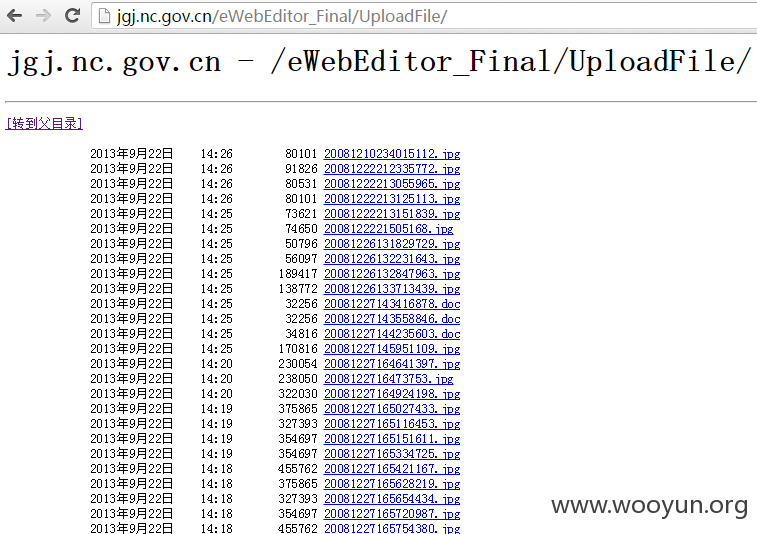 jgj.nc.gov.cn/eWebEditor_Final/UploadFile/
jgj.nc.gov.cn - /eWebEditor_Final/UploadFile/
[转到父目录]
2013年9月22日 14:26 80101 20081210234015112.jpg
2013年9月22日 14:26 91826 20081222212335772.jpg
2013年9月22日 14:26 80531 20081222213055965.jpg
2013年9月22日 14:26 80101 20081222213125113.jpg
2013年9月22日 14:25 73621 20081222213151839.jpg
2013年9月22日 14:25 74650 2008122221505168.jpg
2013年9月22日 14:25 50796 20081226131829729.jpg
2013年9月22日 14:25 56097 20081226132231643.jpg
2013年9月22日 14:25 189417 20081226132847963.jpg
2013年9月22日 14:25 138772 20081226133713439.jpg
2013年9月22日 14:25 32256 20081227143416878.doc
2013年9月22日 14:25 32256 20081227143558846.doc
2013年9月22日 14:25 34816 20081227144235603.doc
2013年9月22日 14:25 170816 20081227145951109.jpg
2013年9月22日 14:20 230054 20081227164641397.jpg
2013年9月22日 14:20 238050 2008122716473753.jpg
2013年9月22日 14:20 322030 20081227164924198.jpg
2013年9月22日 14:19 375865 20081227165027433.jpg
2013年9月22日 14:19 327393 20081227165116453.jpg
2013年9月22日 14:19 354697 20081227165151611.jpg
2013年9月22日 14:19 354697 20081227165334725.jpg
2013年9月22日 14:18 455762 20081227165421167.jpg
2013年9月22日 14:18 375865 20081227165628219.jpg
2013年9月22日 14:18 327393 20081227165654434.jpg
2013年9月22日 14:18 354697 20081227165720987.jpg
2013年9月22日 14:18 455762 20081227165754380.jpg
www.wooyun.org